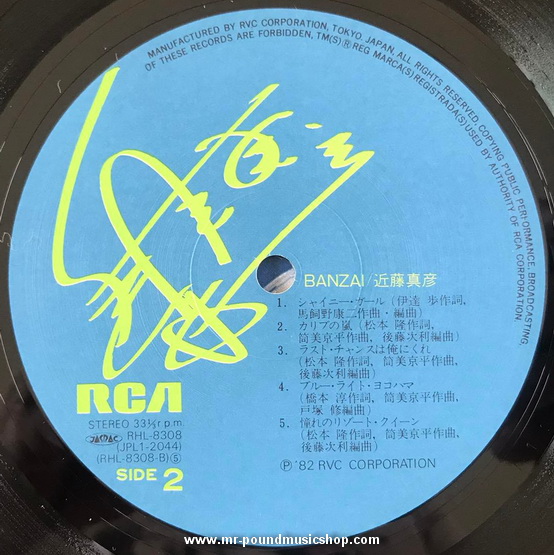 MANUFACTURED BY RVC CORPORATION, TOKYO, JAPAN, ALL RIGHTS RESERVED, COPYING PUBLIC PERFORMANCE-BROADCASTING,
OF THESE RECORDS ARE FORBIDDEN, TM(S)® REG MARCA(S) REGISTRADA(S) USED BY AUTHORITY OF RCA CORPORATION.
BANZAI/近藤真彦
1. シャイニー・ガール (伊達 歩作詞,
馬飼野康二作曲・編曲)
2. カリブの嵐 (松本 隆作詞,
筒美京平作曲, 後藤次利編曲)
3. ラスト・チャンスは俺にくれ
(松本 隆作詞, 筒美京平作曲,
後藤次利編曲)
4. ブルー・ライト・ヨコハマ
(橋本 淳作詞, 筒美京平作曲,
戸塚 修編曲)
5. 憧れのリゾート・クイーン
(松本 隆作詞, 筒美京平作曲,
後藤次利編曲)
℗ '82 RVC CORPORATION
RCA
STEREO 33⅓ r.p.m.
JASRAC RHL-8308
(JPL1-2044)
(RHL-8308-B)Ⓢ
SIDE 2
www.mr-poundmusicshop.com